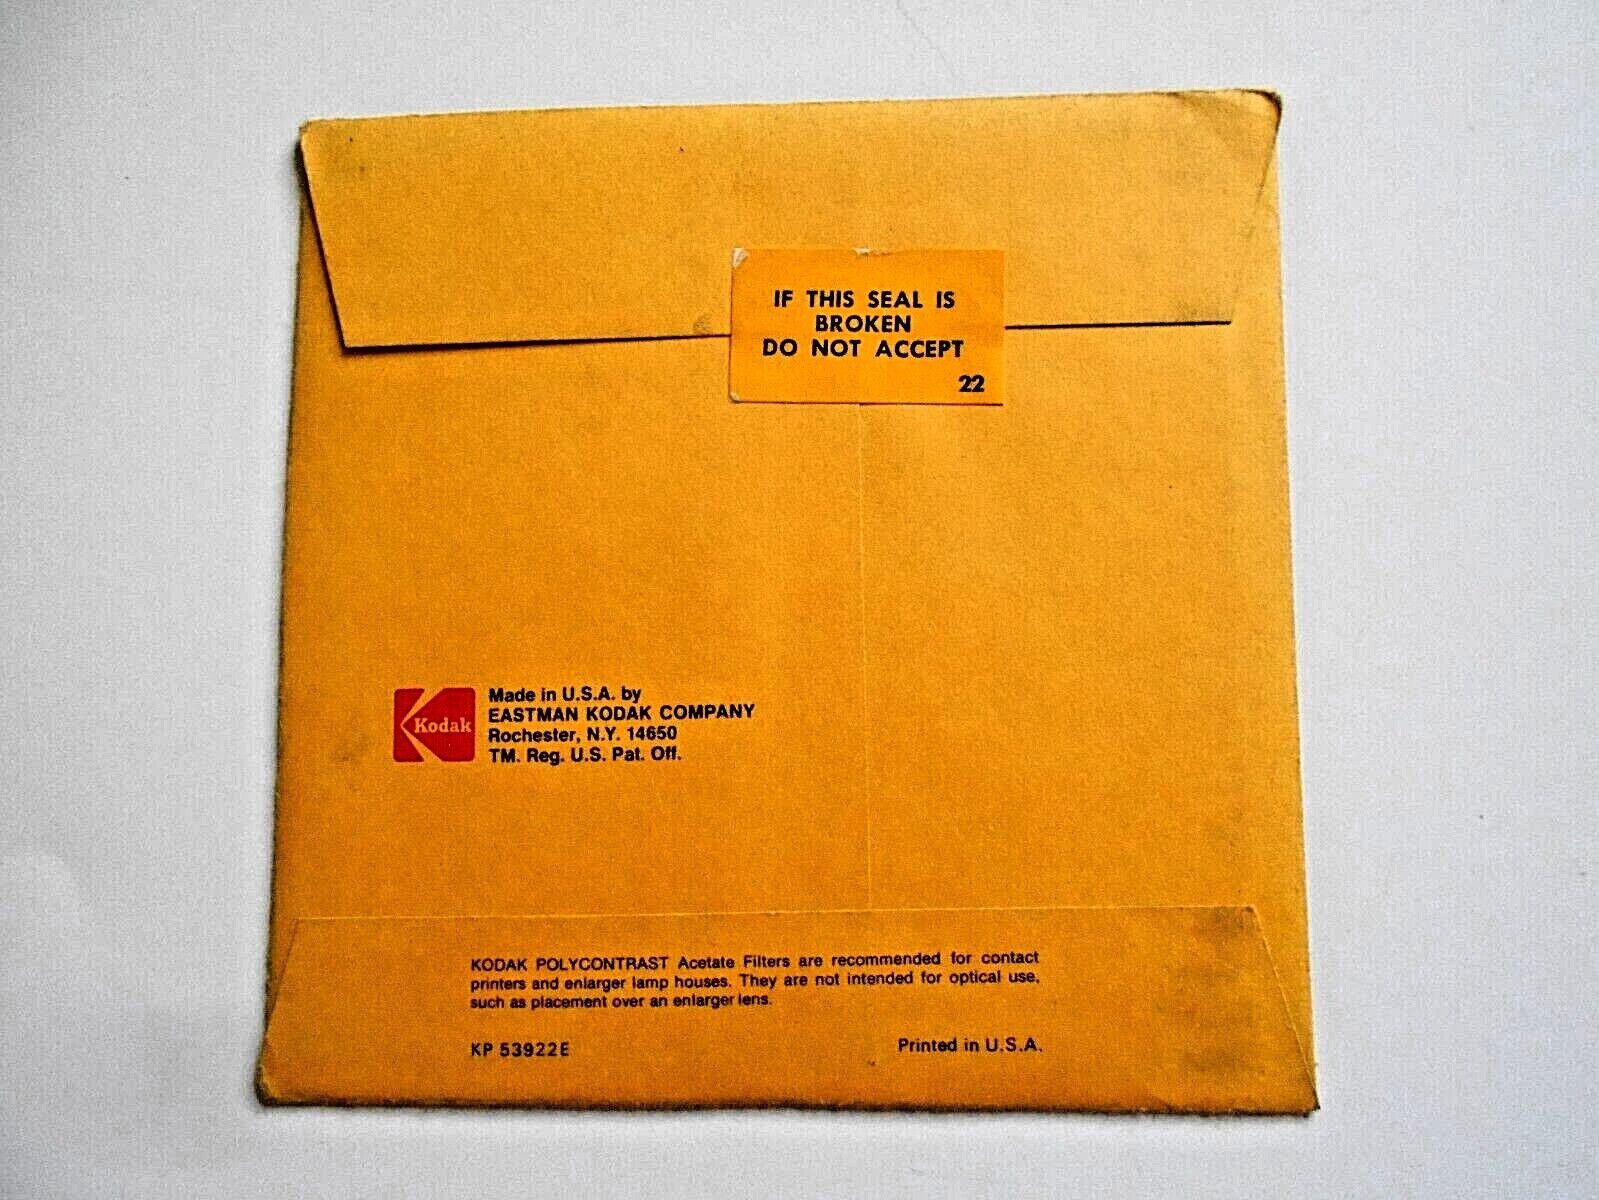 IF THIS SEAL IS
BROKEN
DO NOT ACCEPT
22
Kodak
Made in U.S.A. by
EASTMAN KODAK COMPANY
Rochester, N.Y. 14650
TM. Reg. U.S. Pat. Off.
KODAK POLYCONTRAST Acetate Filters are recommended for contact
printers and enlarger lamp houses. They are not intended for optical use,
such as placement over an enlarger lens.
KP 53922E
Printed in U.S.A.